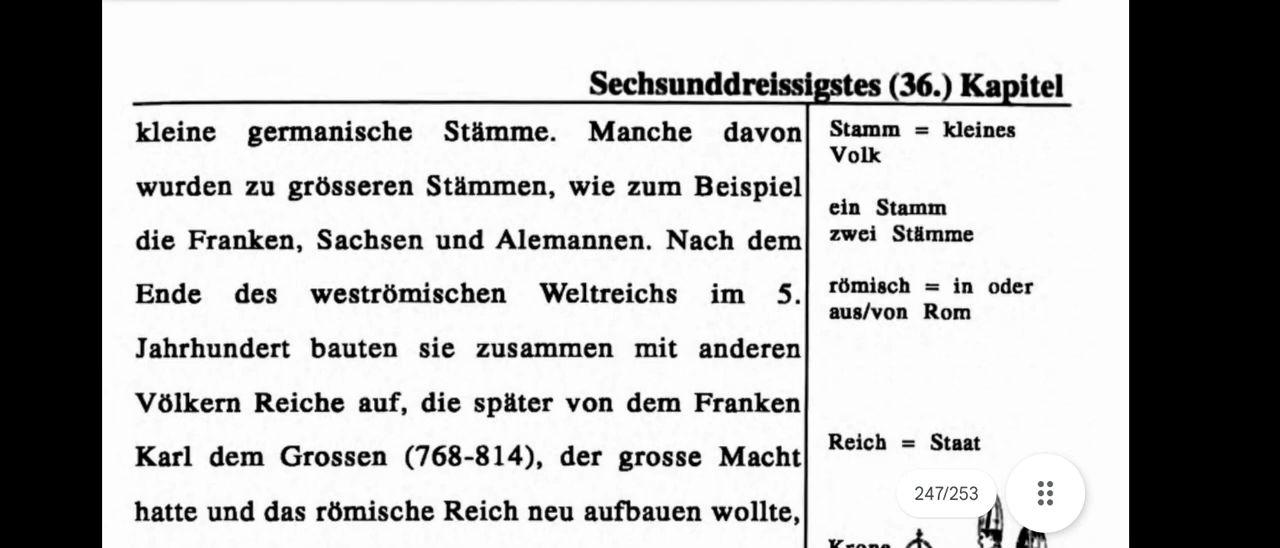 Sechsunddreissigstes (36.) Kapitel
kleine germanische Stämme. Manche davon
wurden zu grösseren Stämmen, wie zum Beispiel
die Franken, Sachsen und Alemannen. Nach dem
Ende des weströmischen Weltreichs im 5.
Jahrhundert bauten sie zusammen mit anderen
Völkern Reiche auf, die später von dem Franken
Karl dem Grossen (768-814), der grosse Macht
hatte und das römische Reich neu aufbauen wollte,
Stamm = kleines
Volk
ein Stamm
zwei Stämme
römisch = in oder
aus/von Rom
Reich = Staat
247/253
Krone